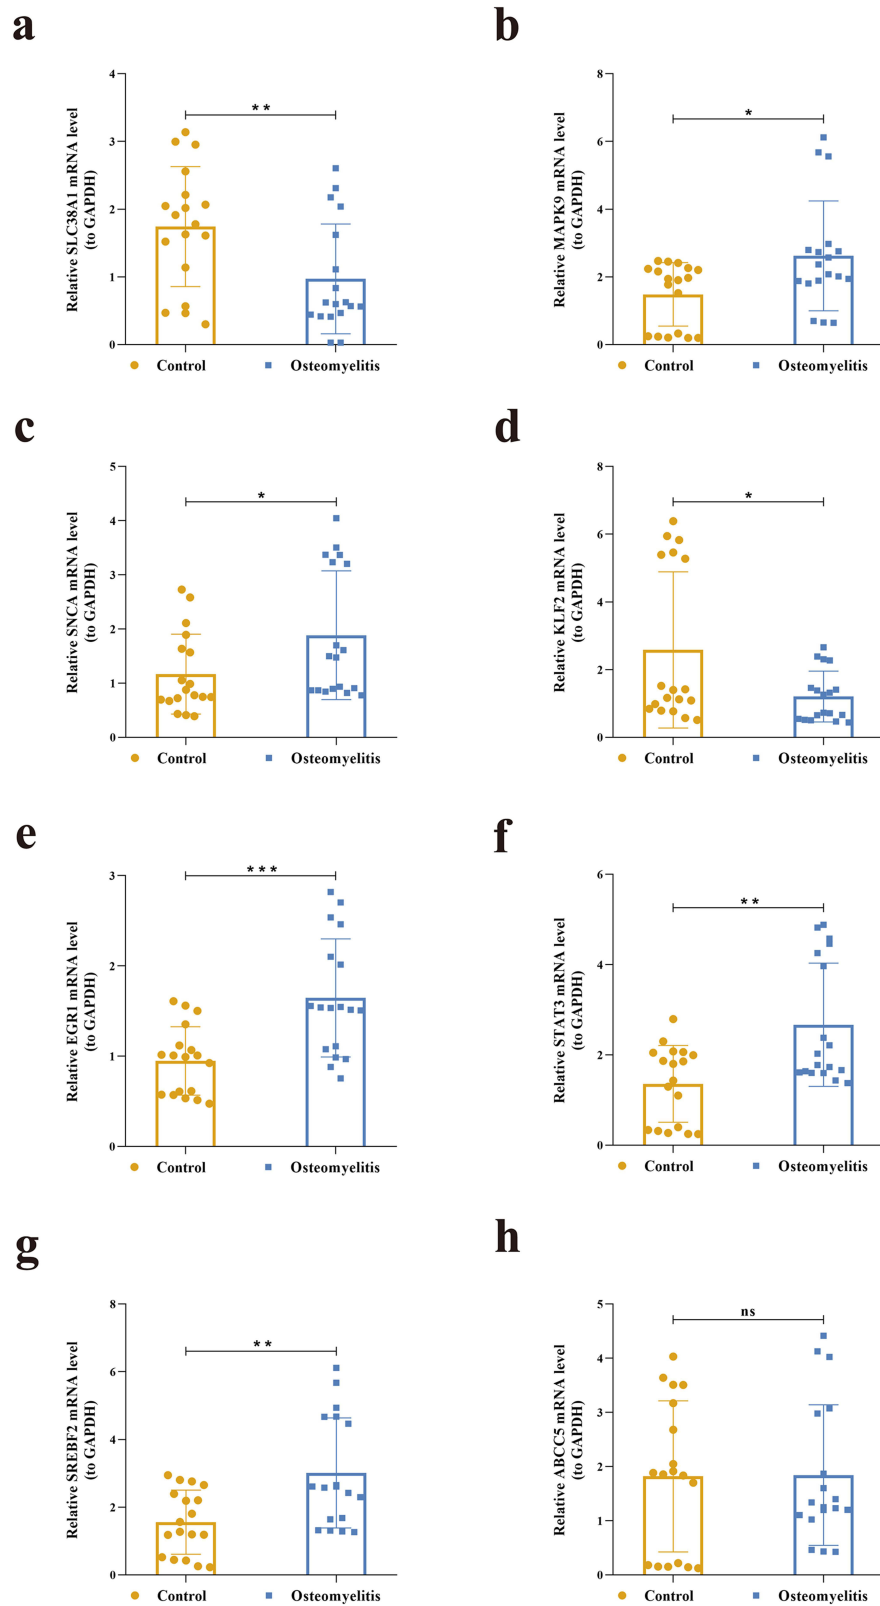 a
Relative SLC38A1 mRNA level
(to GAPDH)
4
3
2
1
0
**
Control
Osteomyelitis
b
Relative MAPK9 mRNA level
(to GAPDH)
8
6
4
2
0
*
Control
Osteomyelitis
c
Relative SNCA mRNA level
(to GAPDH)
5
4
3
2
1
0
*
Control
Osteomyelitis
d
Relative KLF2 mRNA level
(to GAPDH)
8
6
4
2
0
*
Control
Osteomyelitis
e
Relative EGR1 mRNA level
(to GAPDH)
3
2
1
0
***
Control
Osteomyelitis
f
Relative STAT3 mRNA level
(to GAPDH)
6
4
2
0
**
Control
Osteomyelitis
g
Relative SREBF2 mRNA level
(to GAPDH)
8
6
4
2
0
**
Control
Osteomyelitis
h
Relative ABCC5 mRNA level
(to GAPDH)
5
4
3
2
1
0
ns
Control
Osteomyelitis